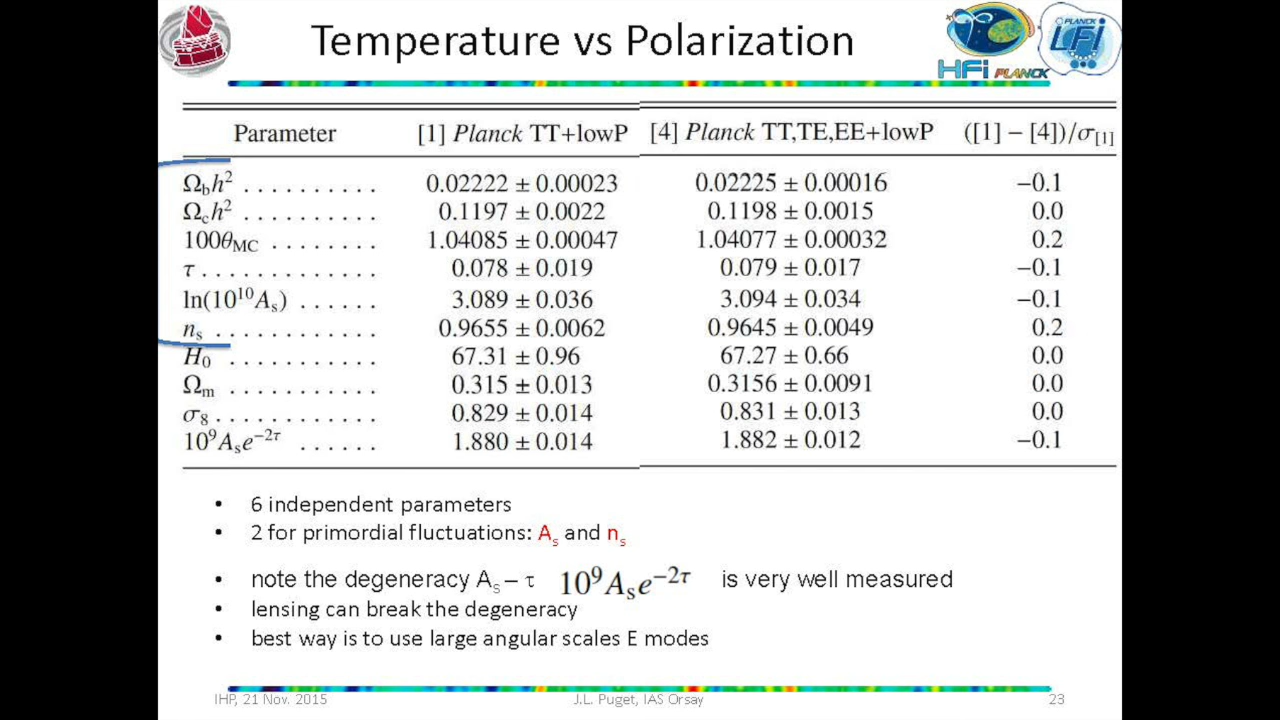 Temperature vs Polarization
HFi PLANCK
PLANCK
LFi
Parameter [1] Planck TT+lowP [4] Planck TT,TE,EE+lowP ([1] − [4])/σ[1]
Ωbh² . . . . . . . . . . 0.02222 ± 0.00023 0.02225 ± 0.00016 −0.1
Ωch² . . . . . . . . . . 0.1197 ± 0.0022 0.1198 ± 0.0015 0.0
100θMC . . . . . . . . 1.04085 ± 0.00047 1.04077 ± 0.00032 0.2
τ . . . . . . . . . . . . . 0.078 ± 0.019 0.079 ± 0.017 −0.1
ln(10¹⁰As) . . . . . . 3.089 ± 0.036 3.094 ± 0.034 −0.1
ns . . . . . . . . . . . . 0.9655 ± 0.0062 0.9645 ± 0.0049 0.2
H0 . . . . . . . . . . . 67.31 ± 0.96 67.27 ± 0.66 0.0
Ωm . . . . . . . . . . . 0.315 ± 0.013 0.3156 ± 0.0091 0.0
σ8 . . . . . . . . . . . . 0.829 ± 0.014 0.831 ± 0.013 0.0
10⁹Ase⁻²τ . . . . . . 1.880 ± 0.014 1.882 ± 0.012 −0.1
• 6 independent parameters
• 2 for primordial fluctuations: As and ns
• note the degeneracy As – τ 10⁹Ase⁻²τ is very well measured
• lensing can break the degeneracy
• best way is to use large angular scales E modes
IHP, 21 Nov. 2015 J.L. Puget, IAS Orsay 23